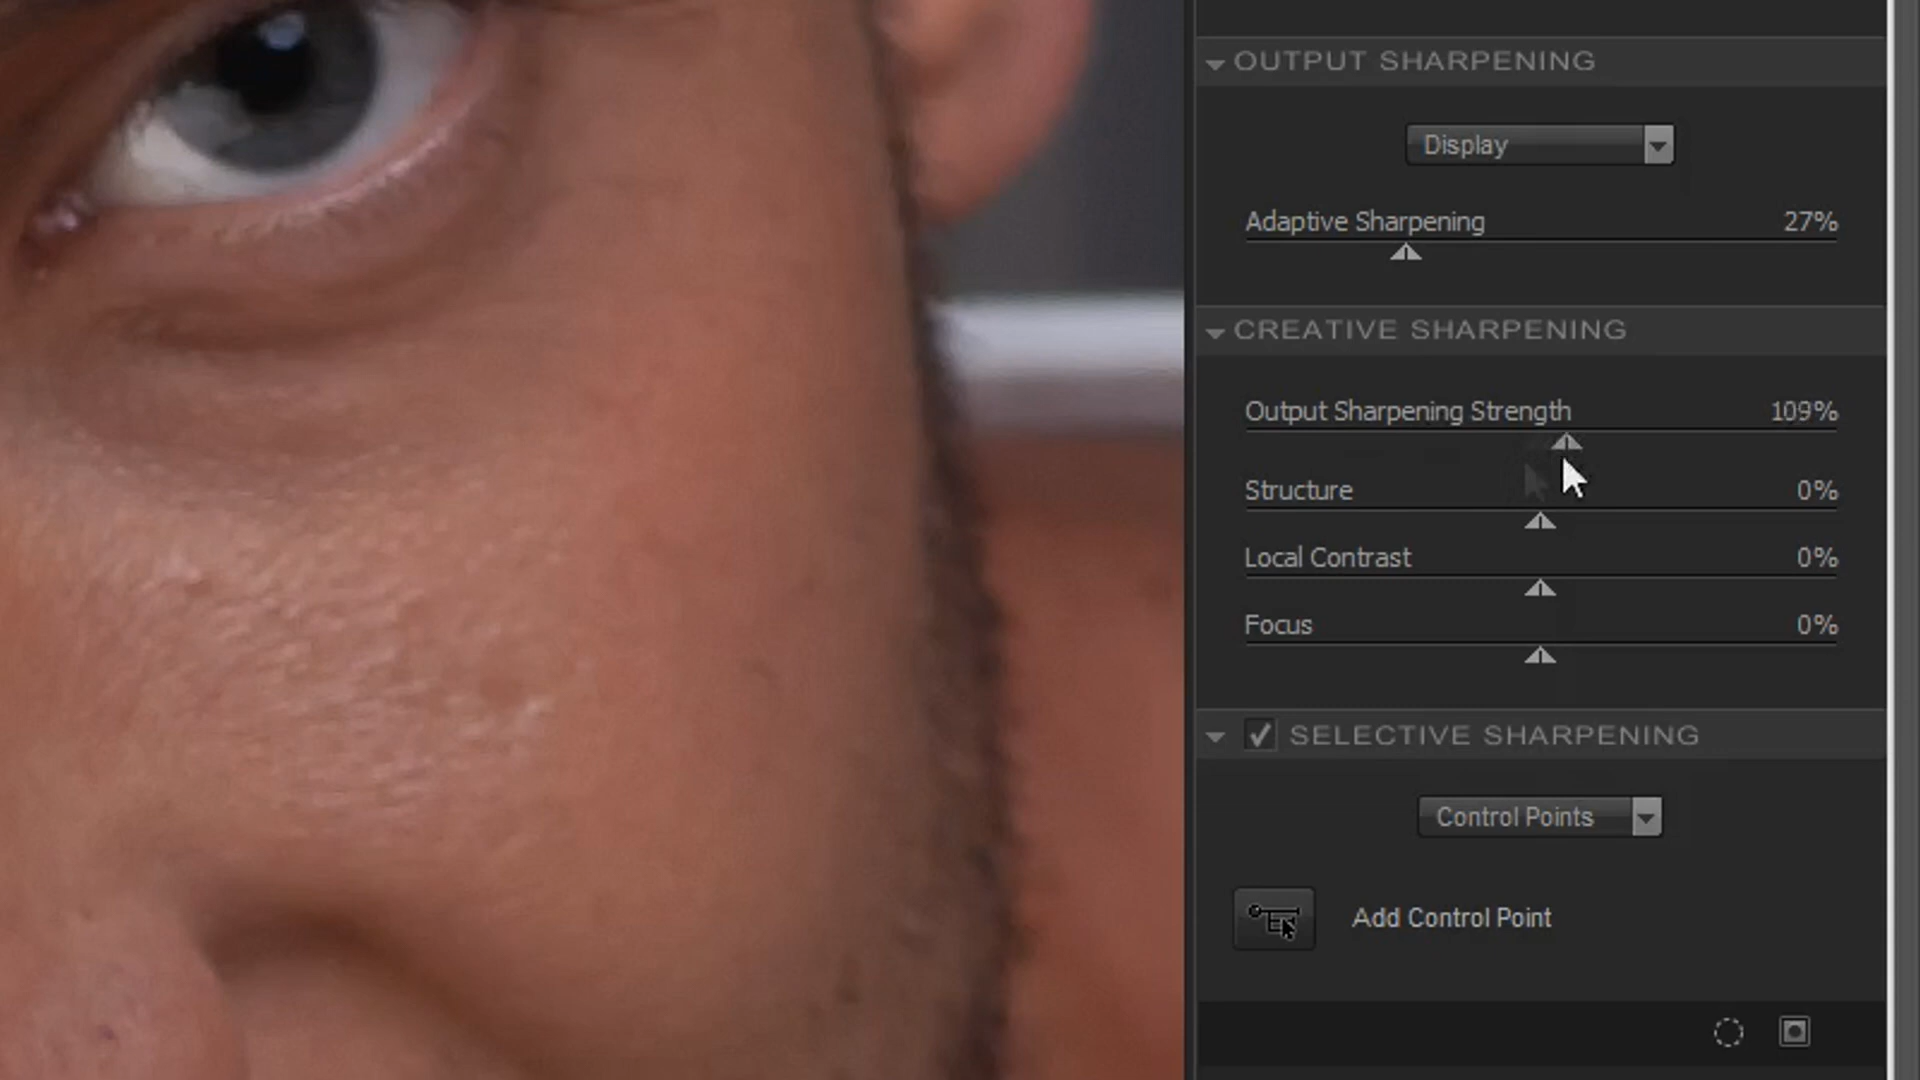 OUTPUT SHARPENING
Display
Adaptive Sharpening 27%
CREATIVE SHARPENING
Output Sharpening Strength 109%
Structure 0%
Local Contrast 0%
Focus 0%
SELECTIVE SHARPENING
Control Points
Add Control Point